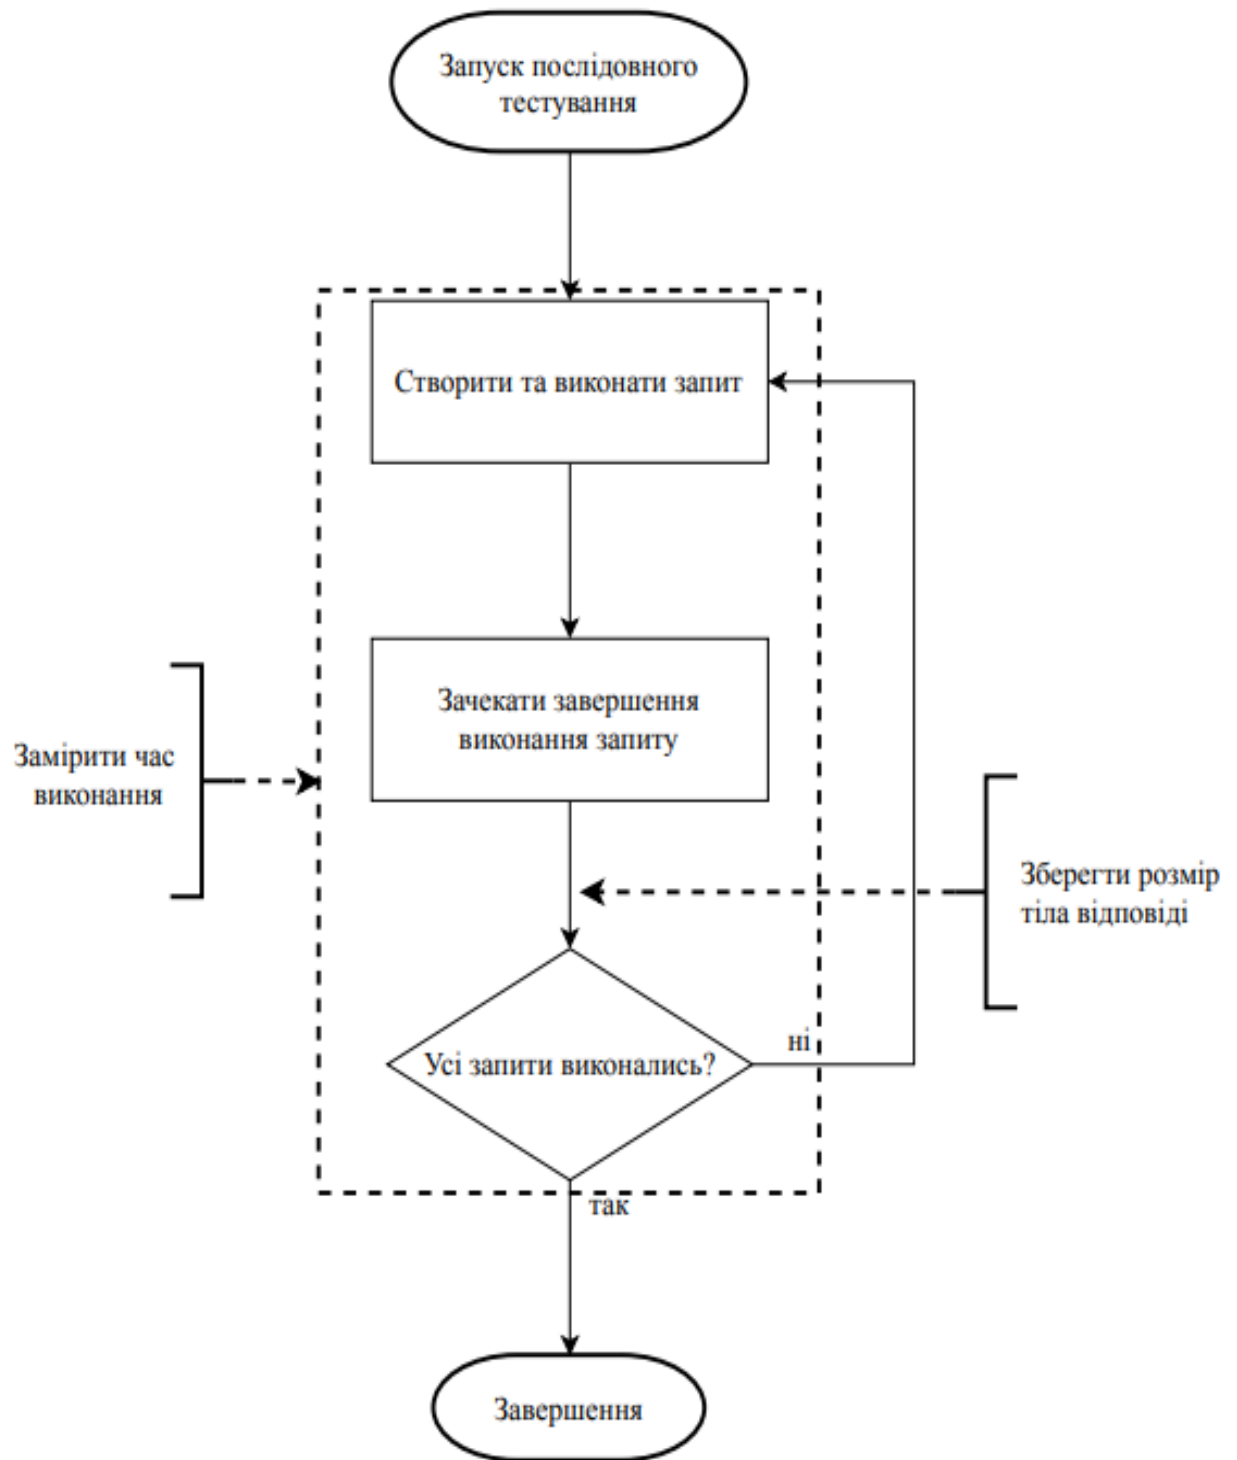 Запуск послідовного
тестування
Створити та виконати запит
Зачекати завершення
виконання запиту
Замірити час
виконання
Зберегти розмір
тіла відповіді
Усі запити виконались?
ні
так
Завершення